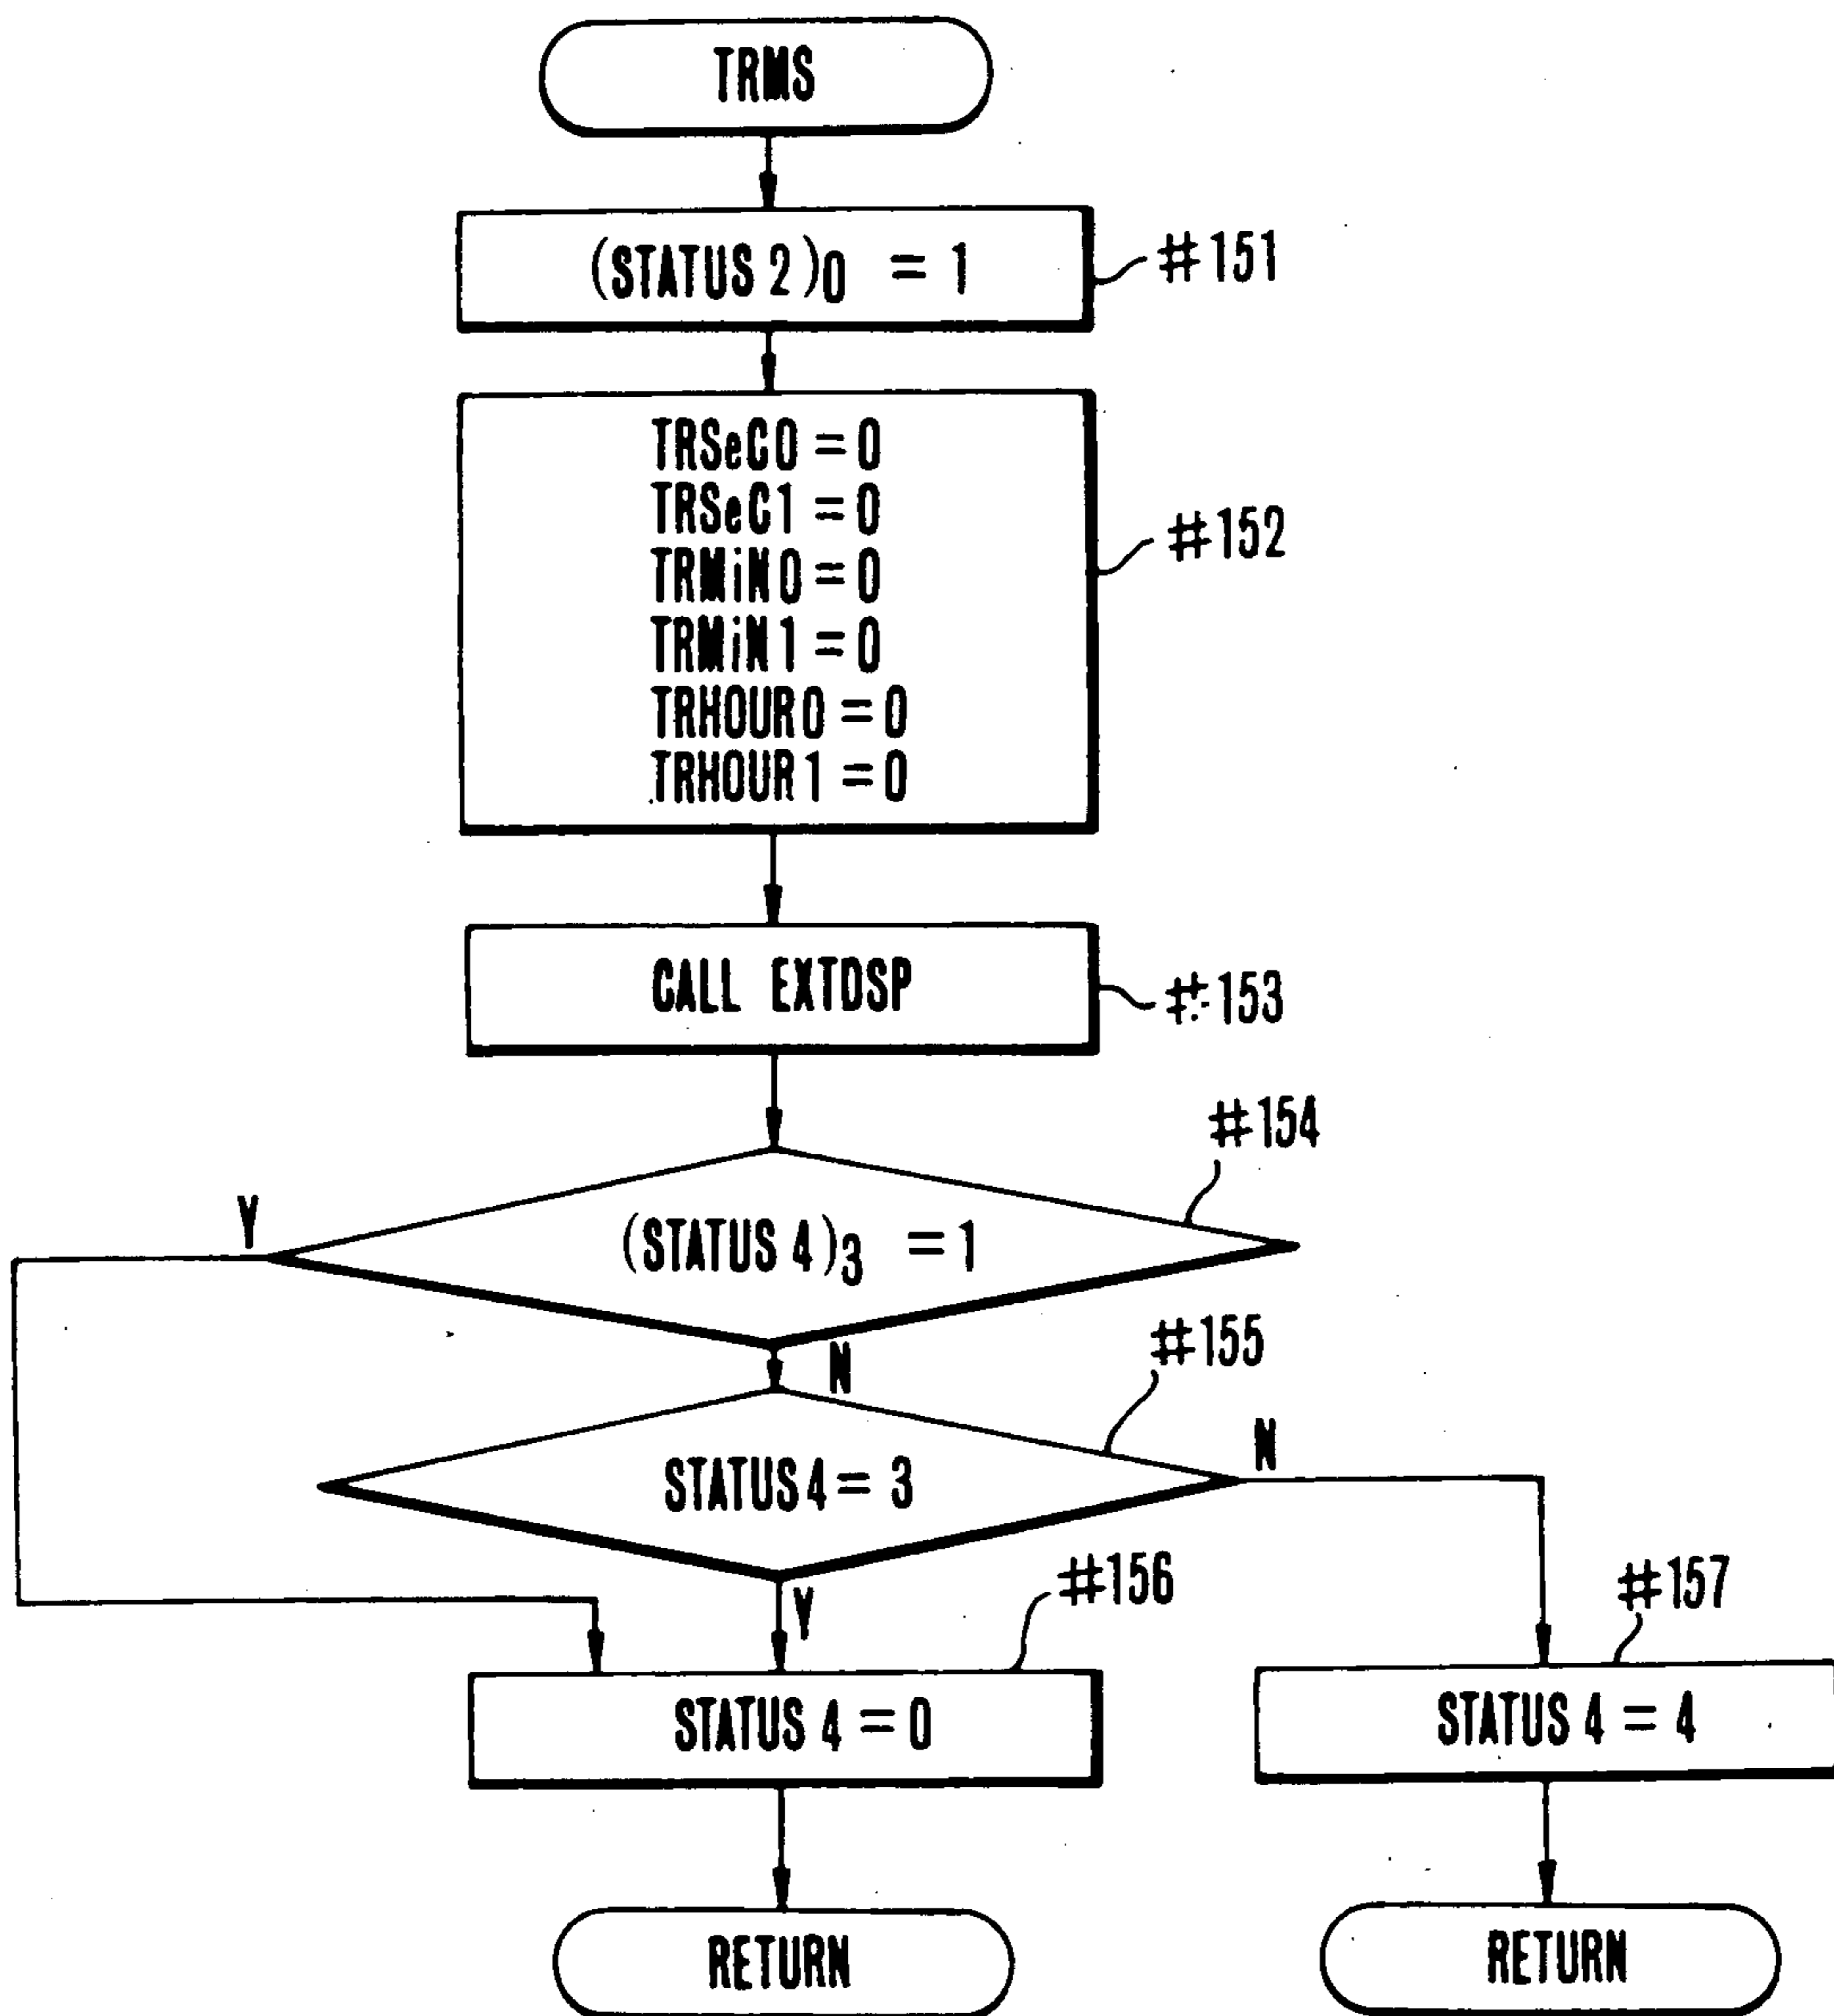 TRMS
(STATUS 2)0 = 1
#151
TRSeC0 = 0
TRSeC1 = 0
TRMiN0 = 0
TRMiN1 = 0
TRHOUR0 = 0
TRHOUR1 = 0
#152
CALL EXTDSP
#153
#154
Y
(STATUS 4)3 = 1
N
#155
STATUS 4 = 3
N
Y
#156
#157
STATUS 4 = 0
STATUS 4 = 4
RETURN
RETURN